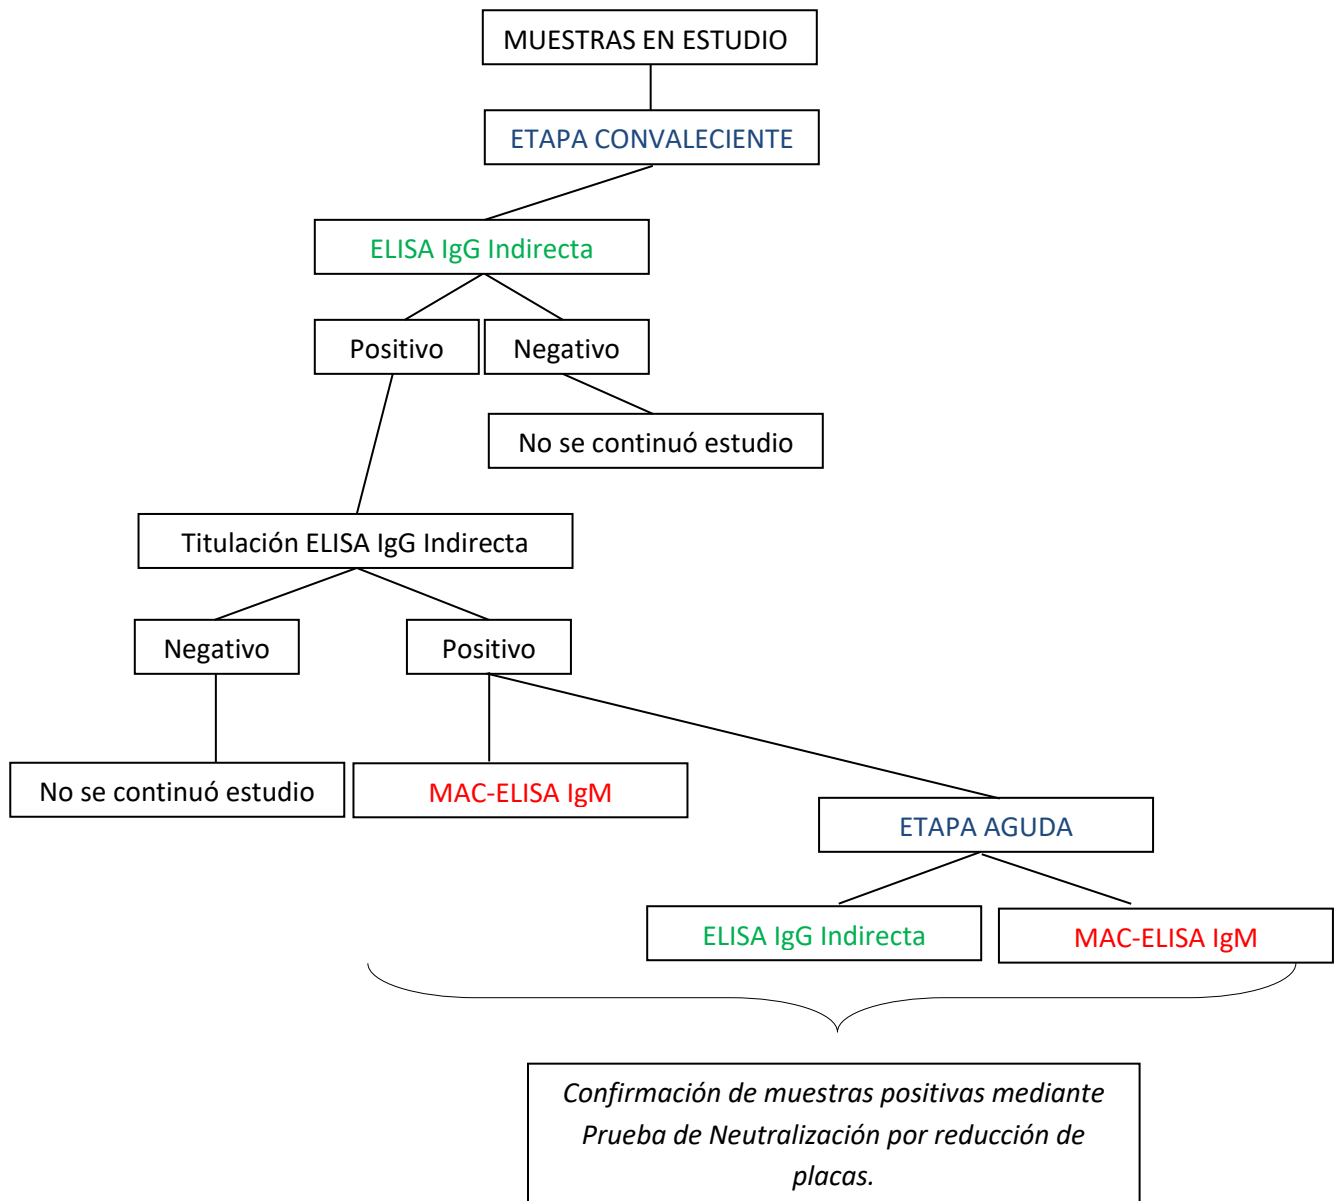 MUESTRAS EN ESTUDIO
ETAPA CONVALECIENTE
ELISA IgG Indirecta
Positivo
Negativo
No se continuó estudio
Titulación ELISA IgG Indirecta
Negativo
Positivo
No se continuó estudio
MAC-ELISA IgM
ETAPA AGUDA
ELISA IgG Indirecta
MAC-ELISA IgM
Confirmación de muestras positivas mediante
Prueba de Neutralización por reducción de
placas.